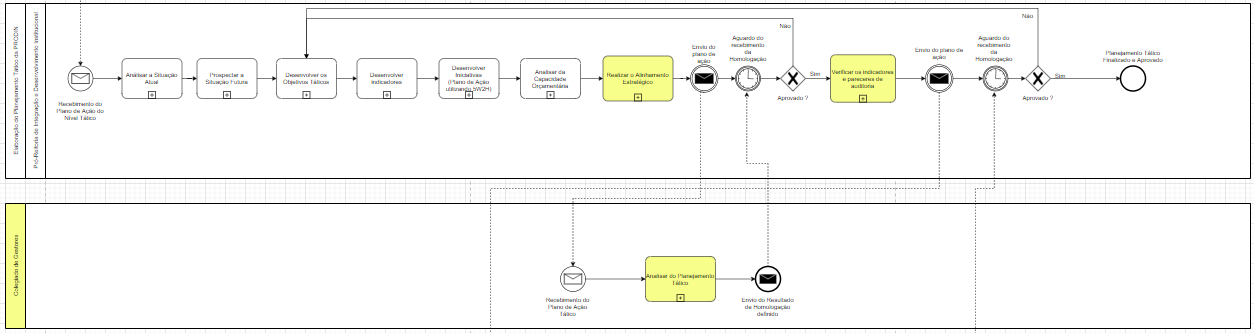 Elaboração do Planejamento Tático da PRODIN
Pró-Reitoria de Integração e Desenvolvimento Institucional
Recebimento do
Plano de Ação do
Nível Tático
Analisar a Situação
Atual
Prospectar a
Situação Futura
Desenvolver os
Objetivos Táticos
Desenvolver
indicadores
Desenvolver
Iniciativas
(Plano de Ação
utilizando 5W2H)
Analisar da
Capacidade
Orçamentária
Realizar o Alinhamento
Estratégico
Envio do
plano de
ação
Aguardo do
recebimento
da
Homologação
Não
Sim
Aprovado ?
Verificar os indicadores
e pareceres de
auditoria
Envio do plano de
ação
Aguardo do
recebimento
da
Homologação
Não
Sim
Aprovado ?
Planejamento Tático
Finalizado e Aprovado
Colegiado de Gestores
Recebimento do
Plano de Ação
Tático
Analisar do Planejamento
Tático
Envio do Resultado
de Homologação
definido